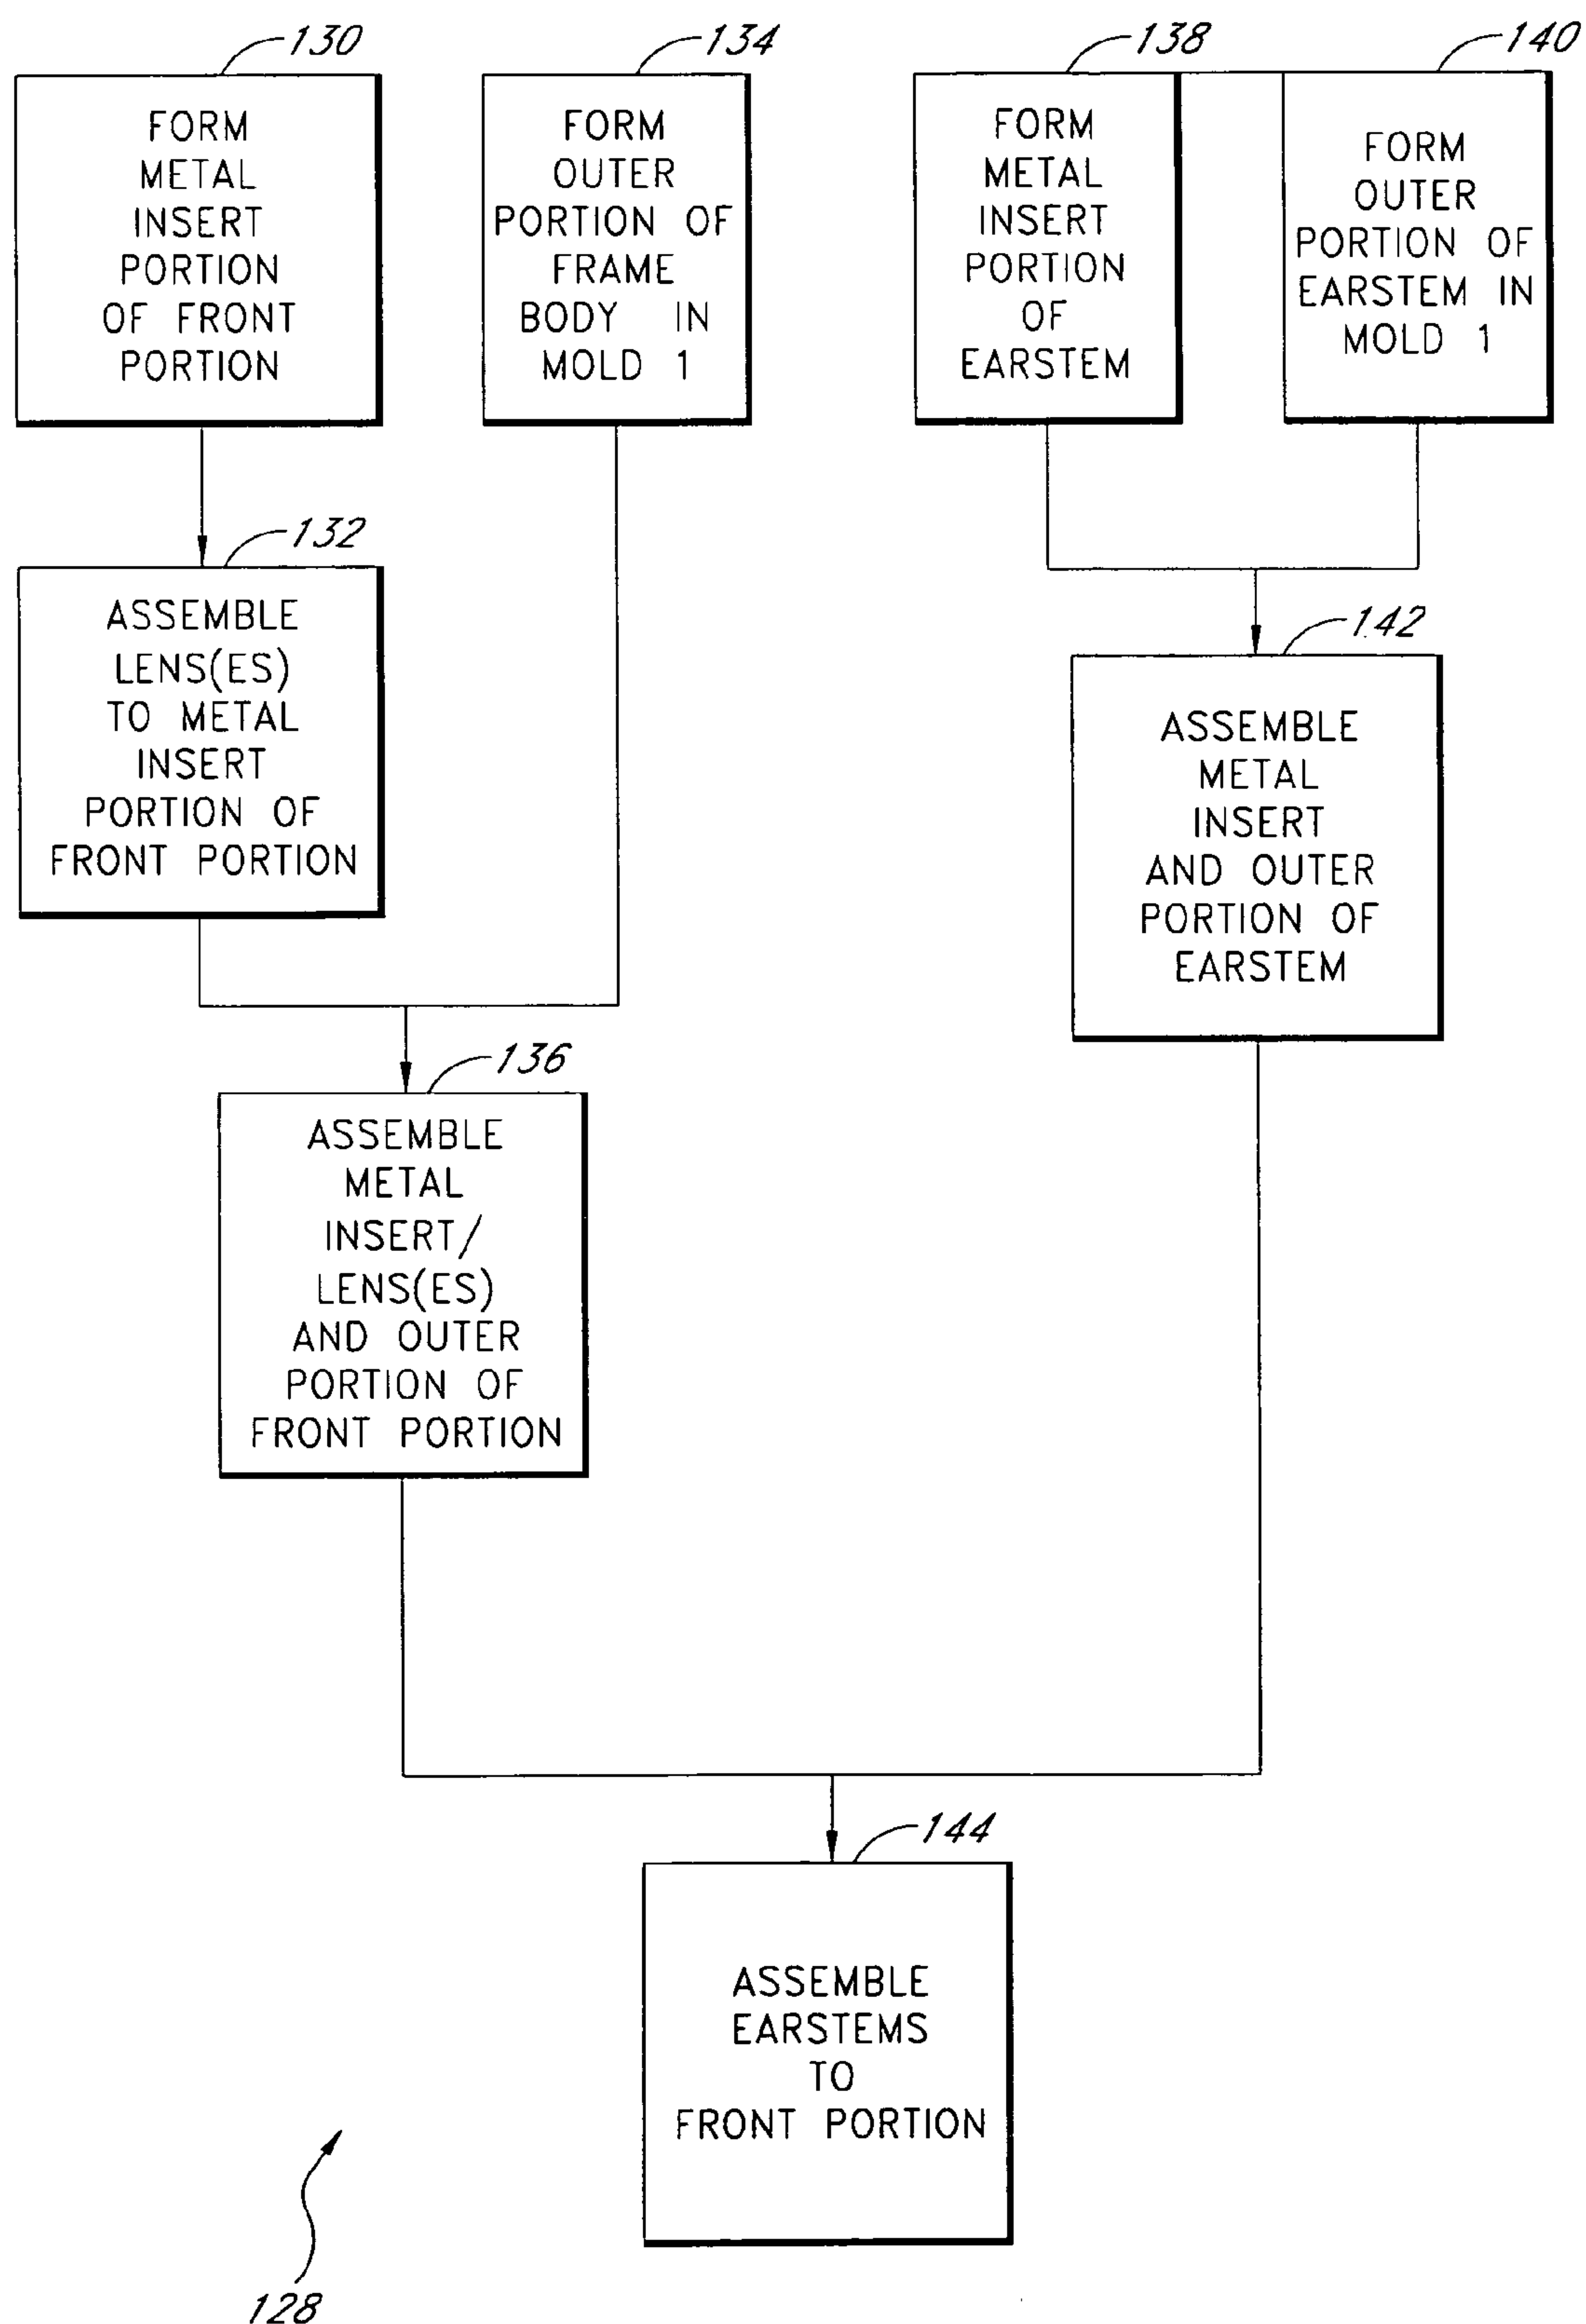 130
FORM
METAL
INSERT
PORTION
OF FRONT
PORTION
134
FORM
OUTER
PORTION OF
FRAME
BODY IN
MOLD 1
138
FORM
METAL
INSERT
PORTION
OF
EARSTEM
140
FORM
OUTER
PORTION OF
EARSTEM IN
MOLD 1
132
ASSEMBLE
LENS(ES)
TO METAL
INSERT
PORTION OF
FRONT PORTION
142
ASSEMBLE
METAL
INSERT
AND OUTER
PORTION OF
EARSTEM
136
ASSEMBLE
METAL
INSERT/
LENS(ES)
AND OUTER
PORTION OF
FRONT PORTION
144
ASSEMBLE
EARSTEMS
TO
FRONT PORTION
128